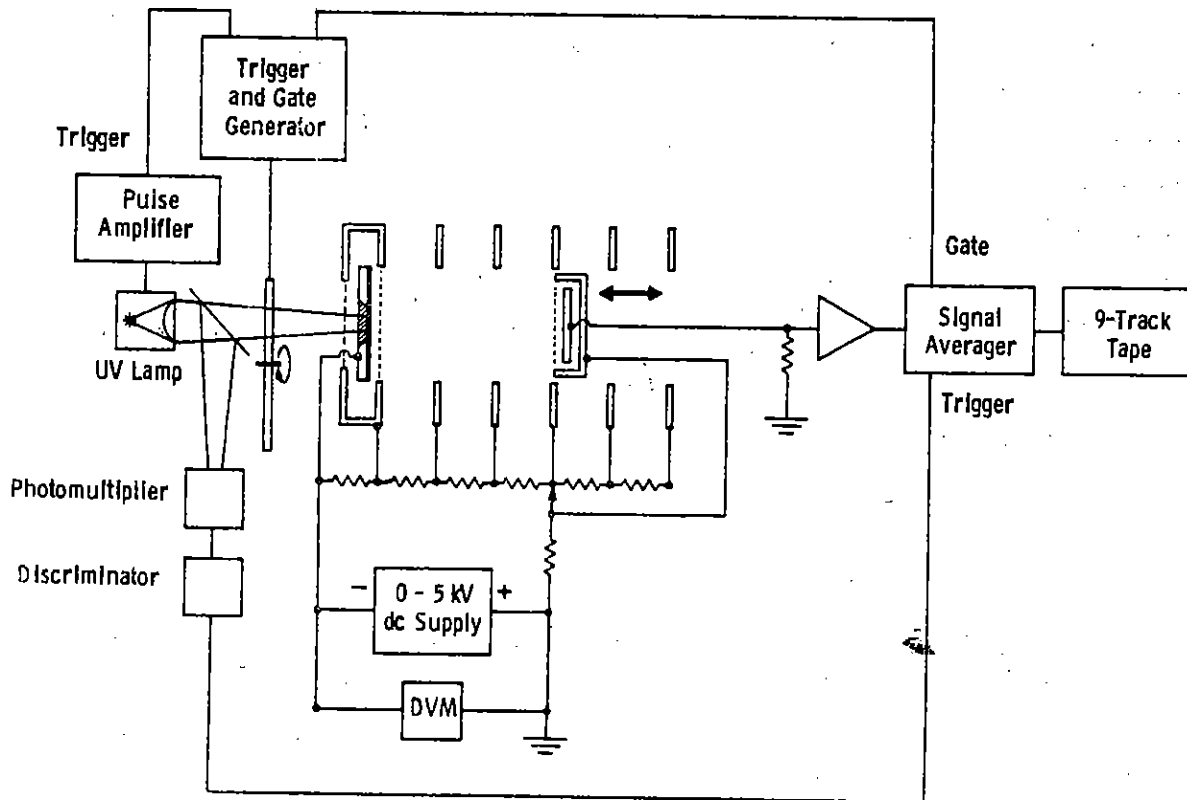 Trigger
and Gate
Generator
Trigger
Pulse
Amplifier
UV Lamp
Photomultiplier
Discriminator
− 0 - 5 kV +
dc Supply
DVM
Gate
Signal
Averager
9-Track
Tape
Trigger